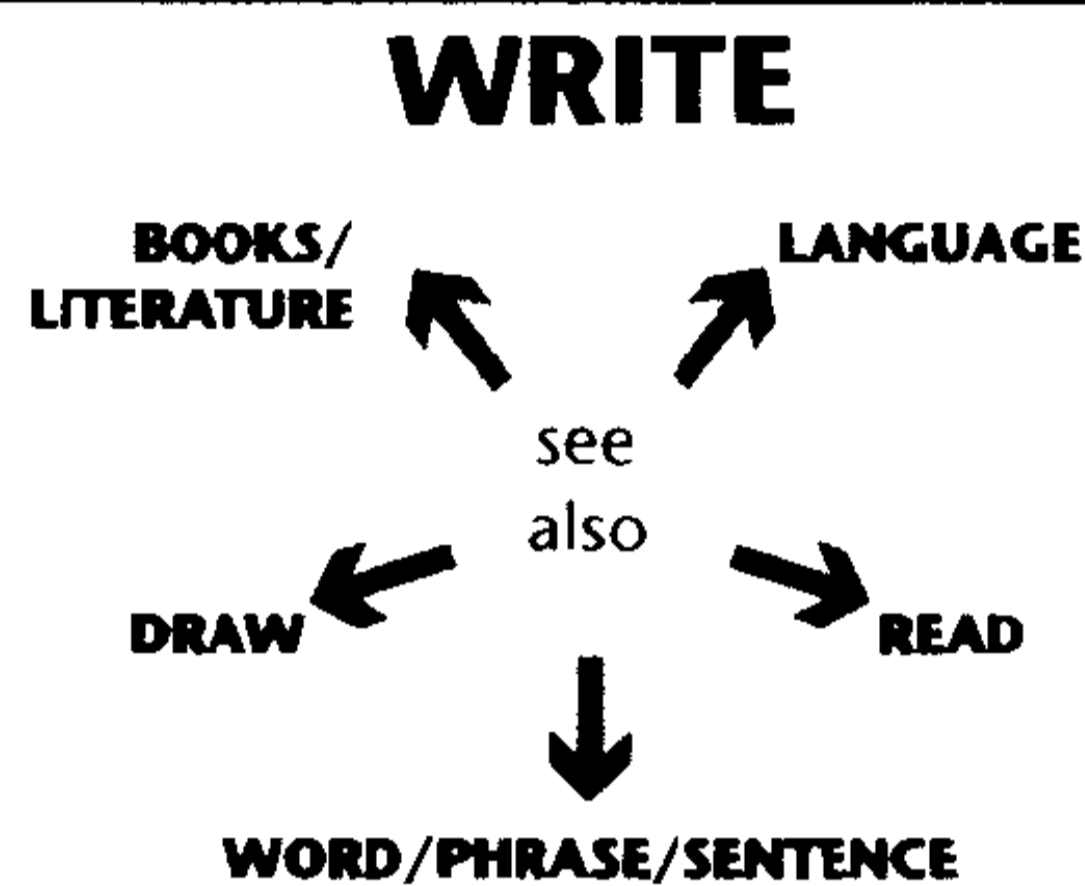 WRITE
BOOKS/
LITERATURE
LANGUAGE
see
also
DRAW
READ
WORD/PHRASE/SENTENCE